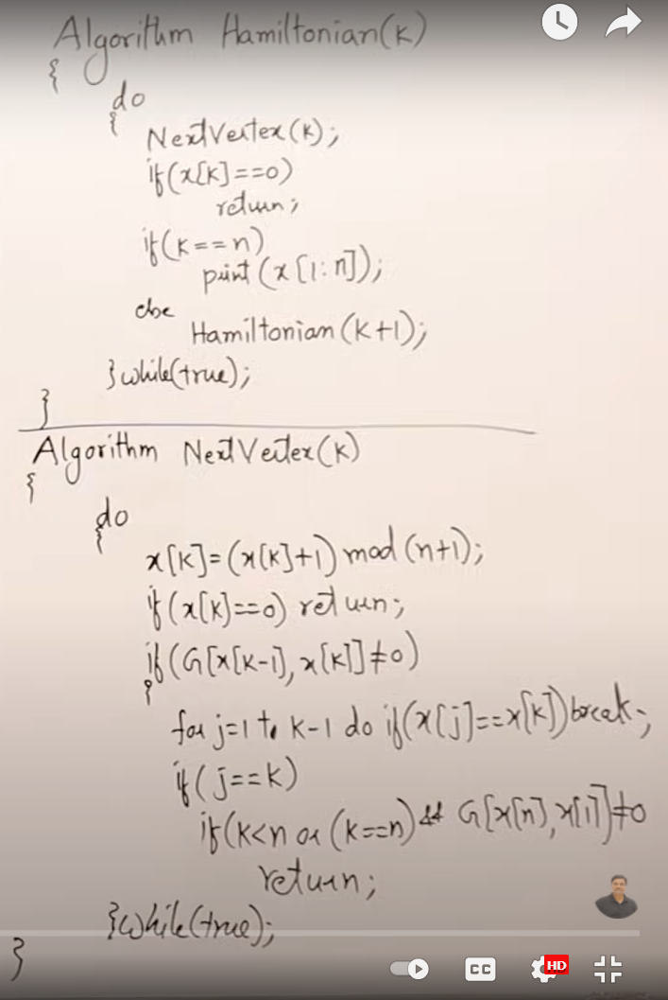 Algorithm Hamiltonian(k)
{
do
{
NextVertex(k);
if(x[k]==0)
return;
if(k==n)
print(x[1:n]);
else
Hamiltonian(k+1);
}while(true);
}
Algorithm NextVertex(k)
{
do
{
x[k]=(x[k]+1) mod (n+1);
if(x[k]==0) return;
if(G[x[k-1],x[k]]≠0)
{
for j=1 to k-1 do if(x[j]==x[k]) break;
if(j==k)
if(k<n or (k==n) && G[x[n],x[1]]≠0
return;
}while(true);
}
CC
HD